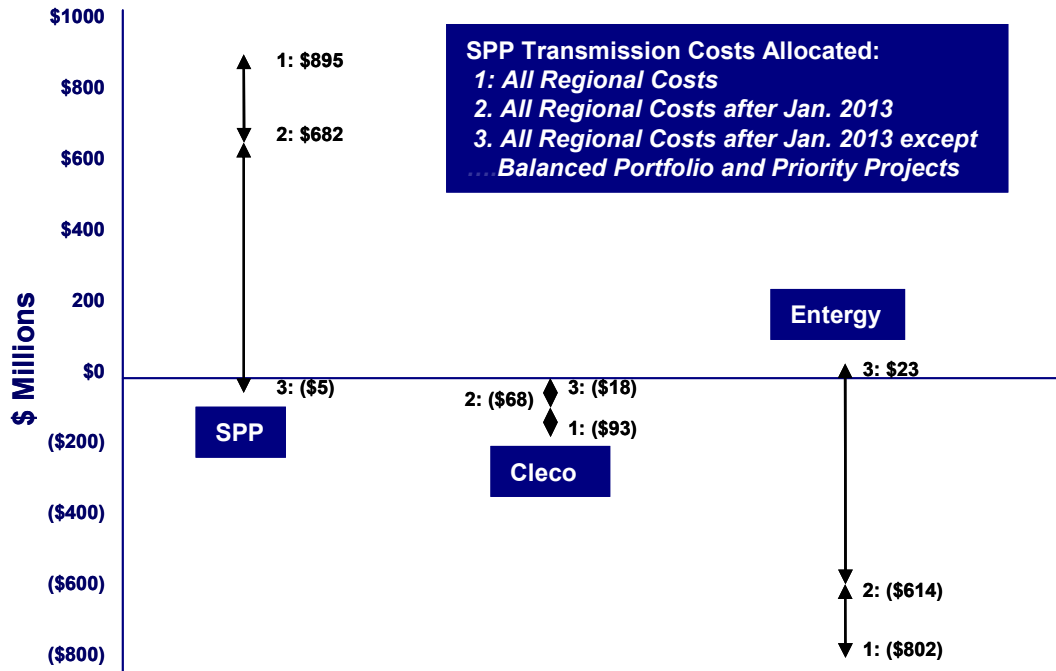 $1000
$800
$600
$400
200
$0
($200)
($400)
($600)
($800)
$ Millions
SPP Transmission Costs Allocated:
1: All Regional Costs
2. All Regional Costs after Jan. 2013
3. All Regional Costs after Jan. 2013 except
....Balanced Portfolio and Priority Projects
1: $895
2: $682
3: ($5)
SPP
2: ($68)
3: ($18)
1: ($93)
Cleco
Entergy
3: $23
2: ($614)
1: ($802)